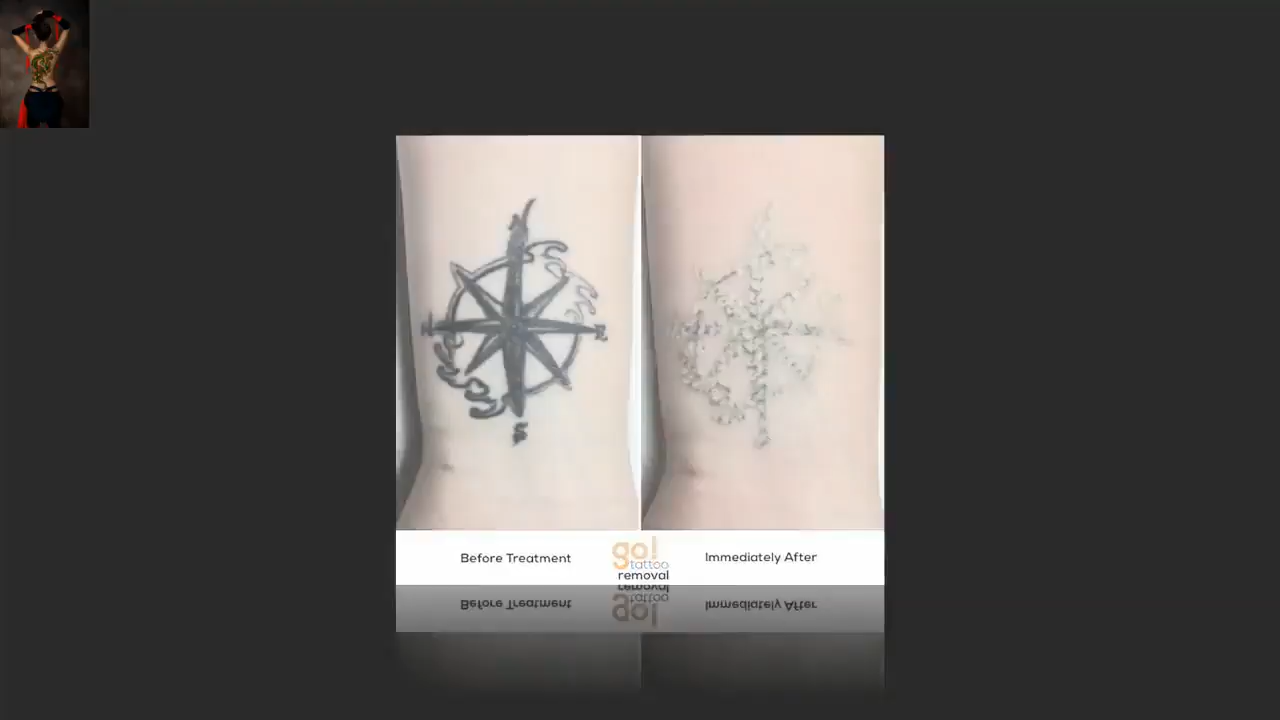 N
S
Before Treatment
go!
tattoo
removal
Immediately After